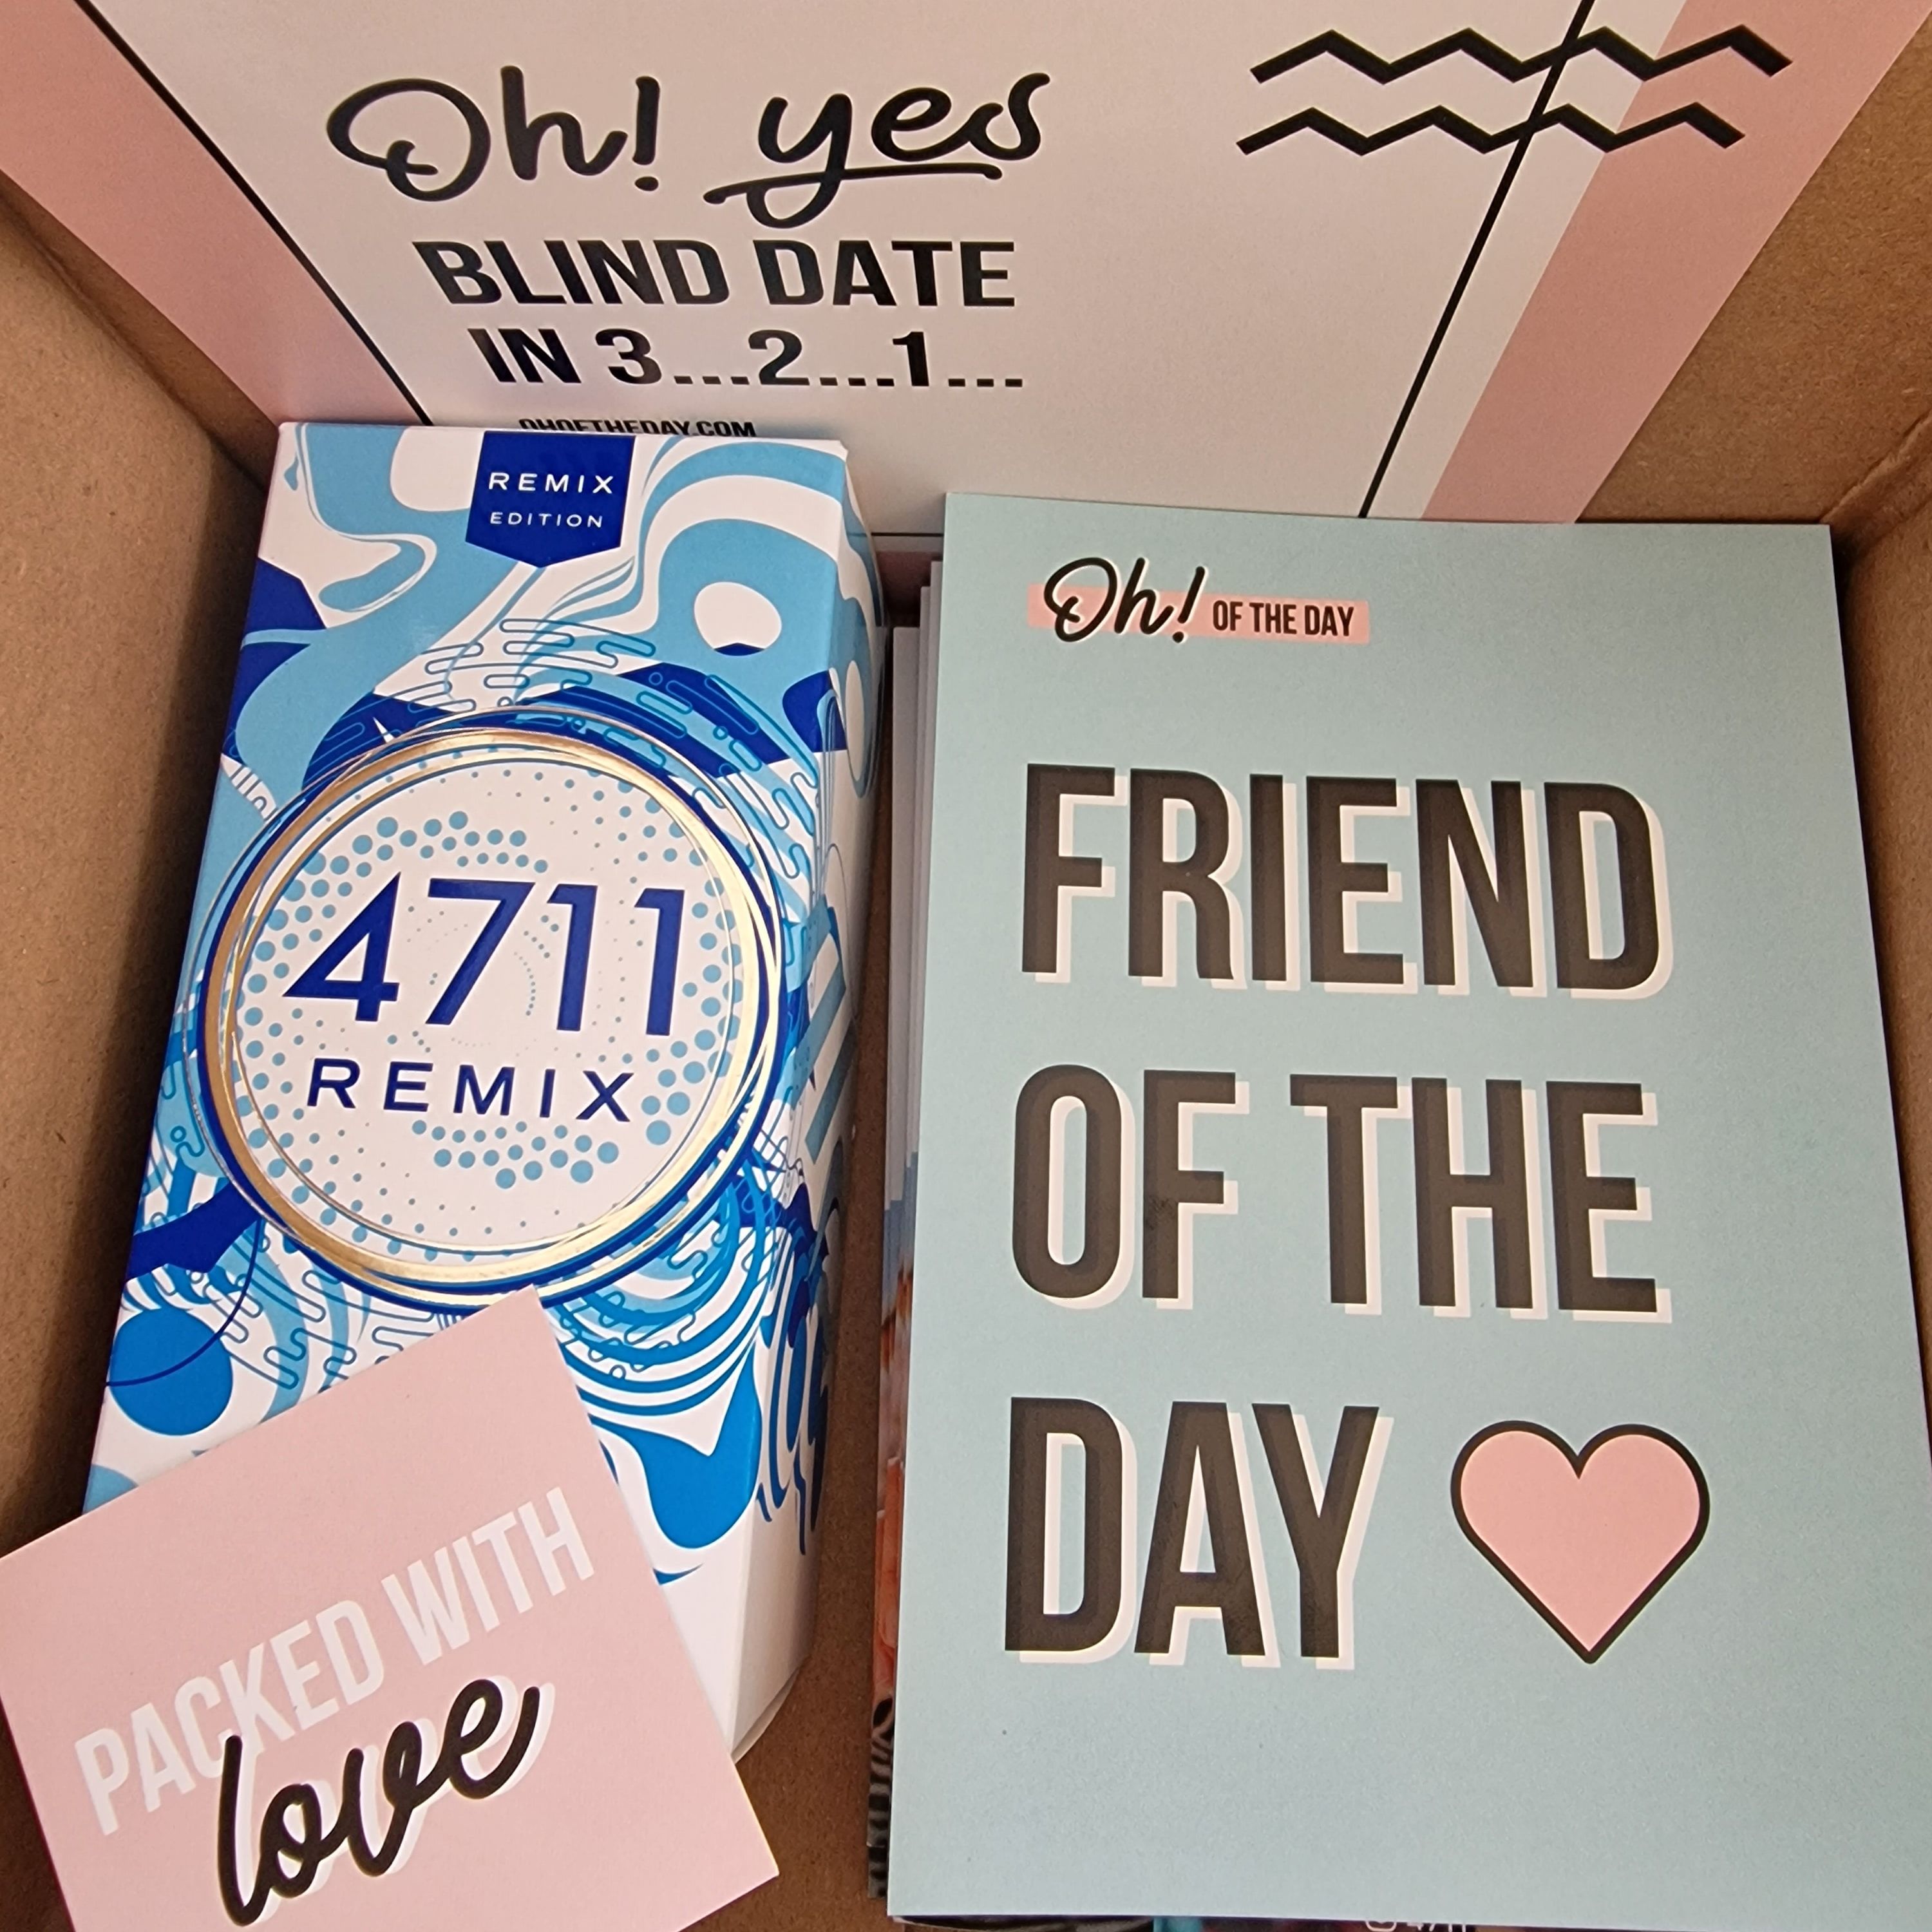 Oh! yes
BLIND DATE
IN 3...2...1...
OHOFTHEDAY.COM
REMIX
EDITION
4711
REMIX
PACKED WITH
love
Oh! OF THE DAY
FRIEND
OF THE
DAY